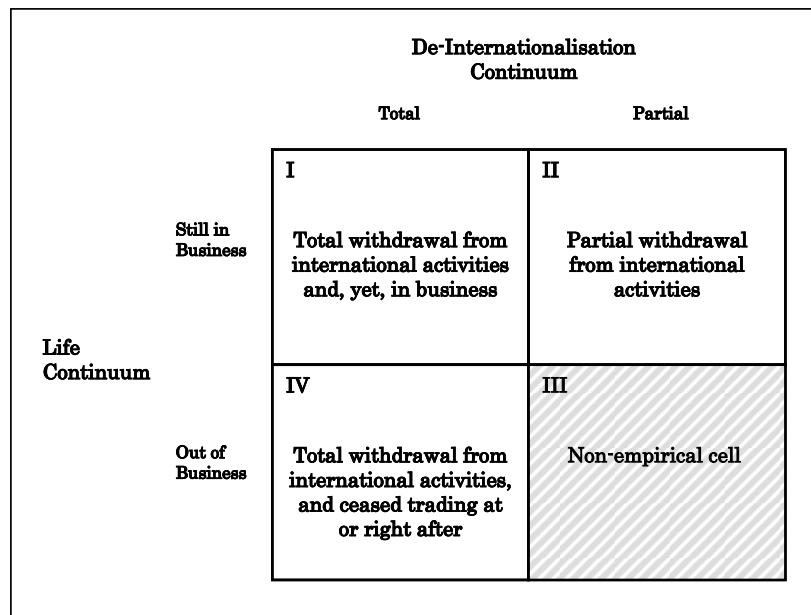 De-Internationalisation
Continuum
Total
Partial
I
II
Still in
Business
Total withdrawal from
international activities
and, yet, in business
Partial withdrawal
from international
activities
Life
Continuum
IV
III
Out of
Business
Total withdrawal from
international activities,
and ceased trading at
or right after
Non-empirical cell